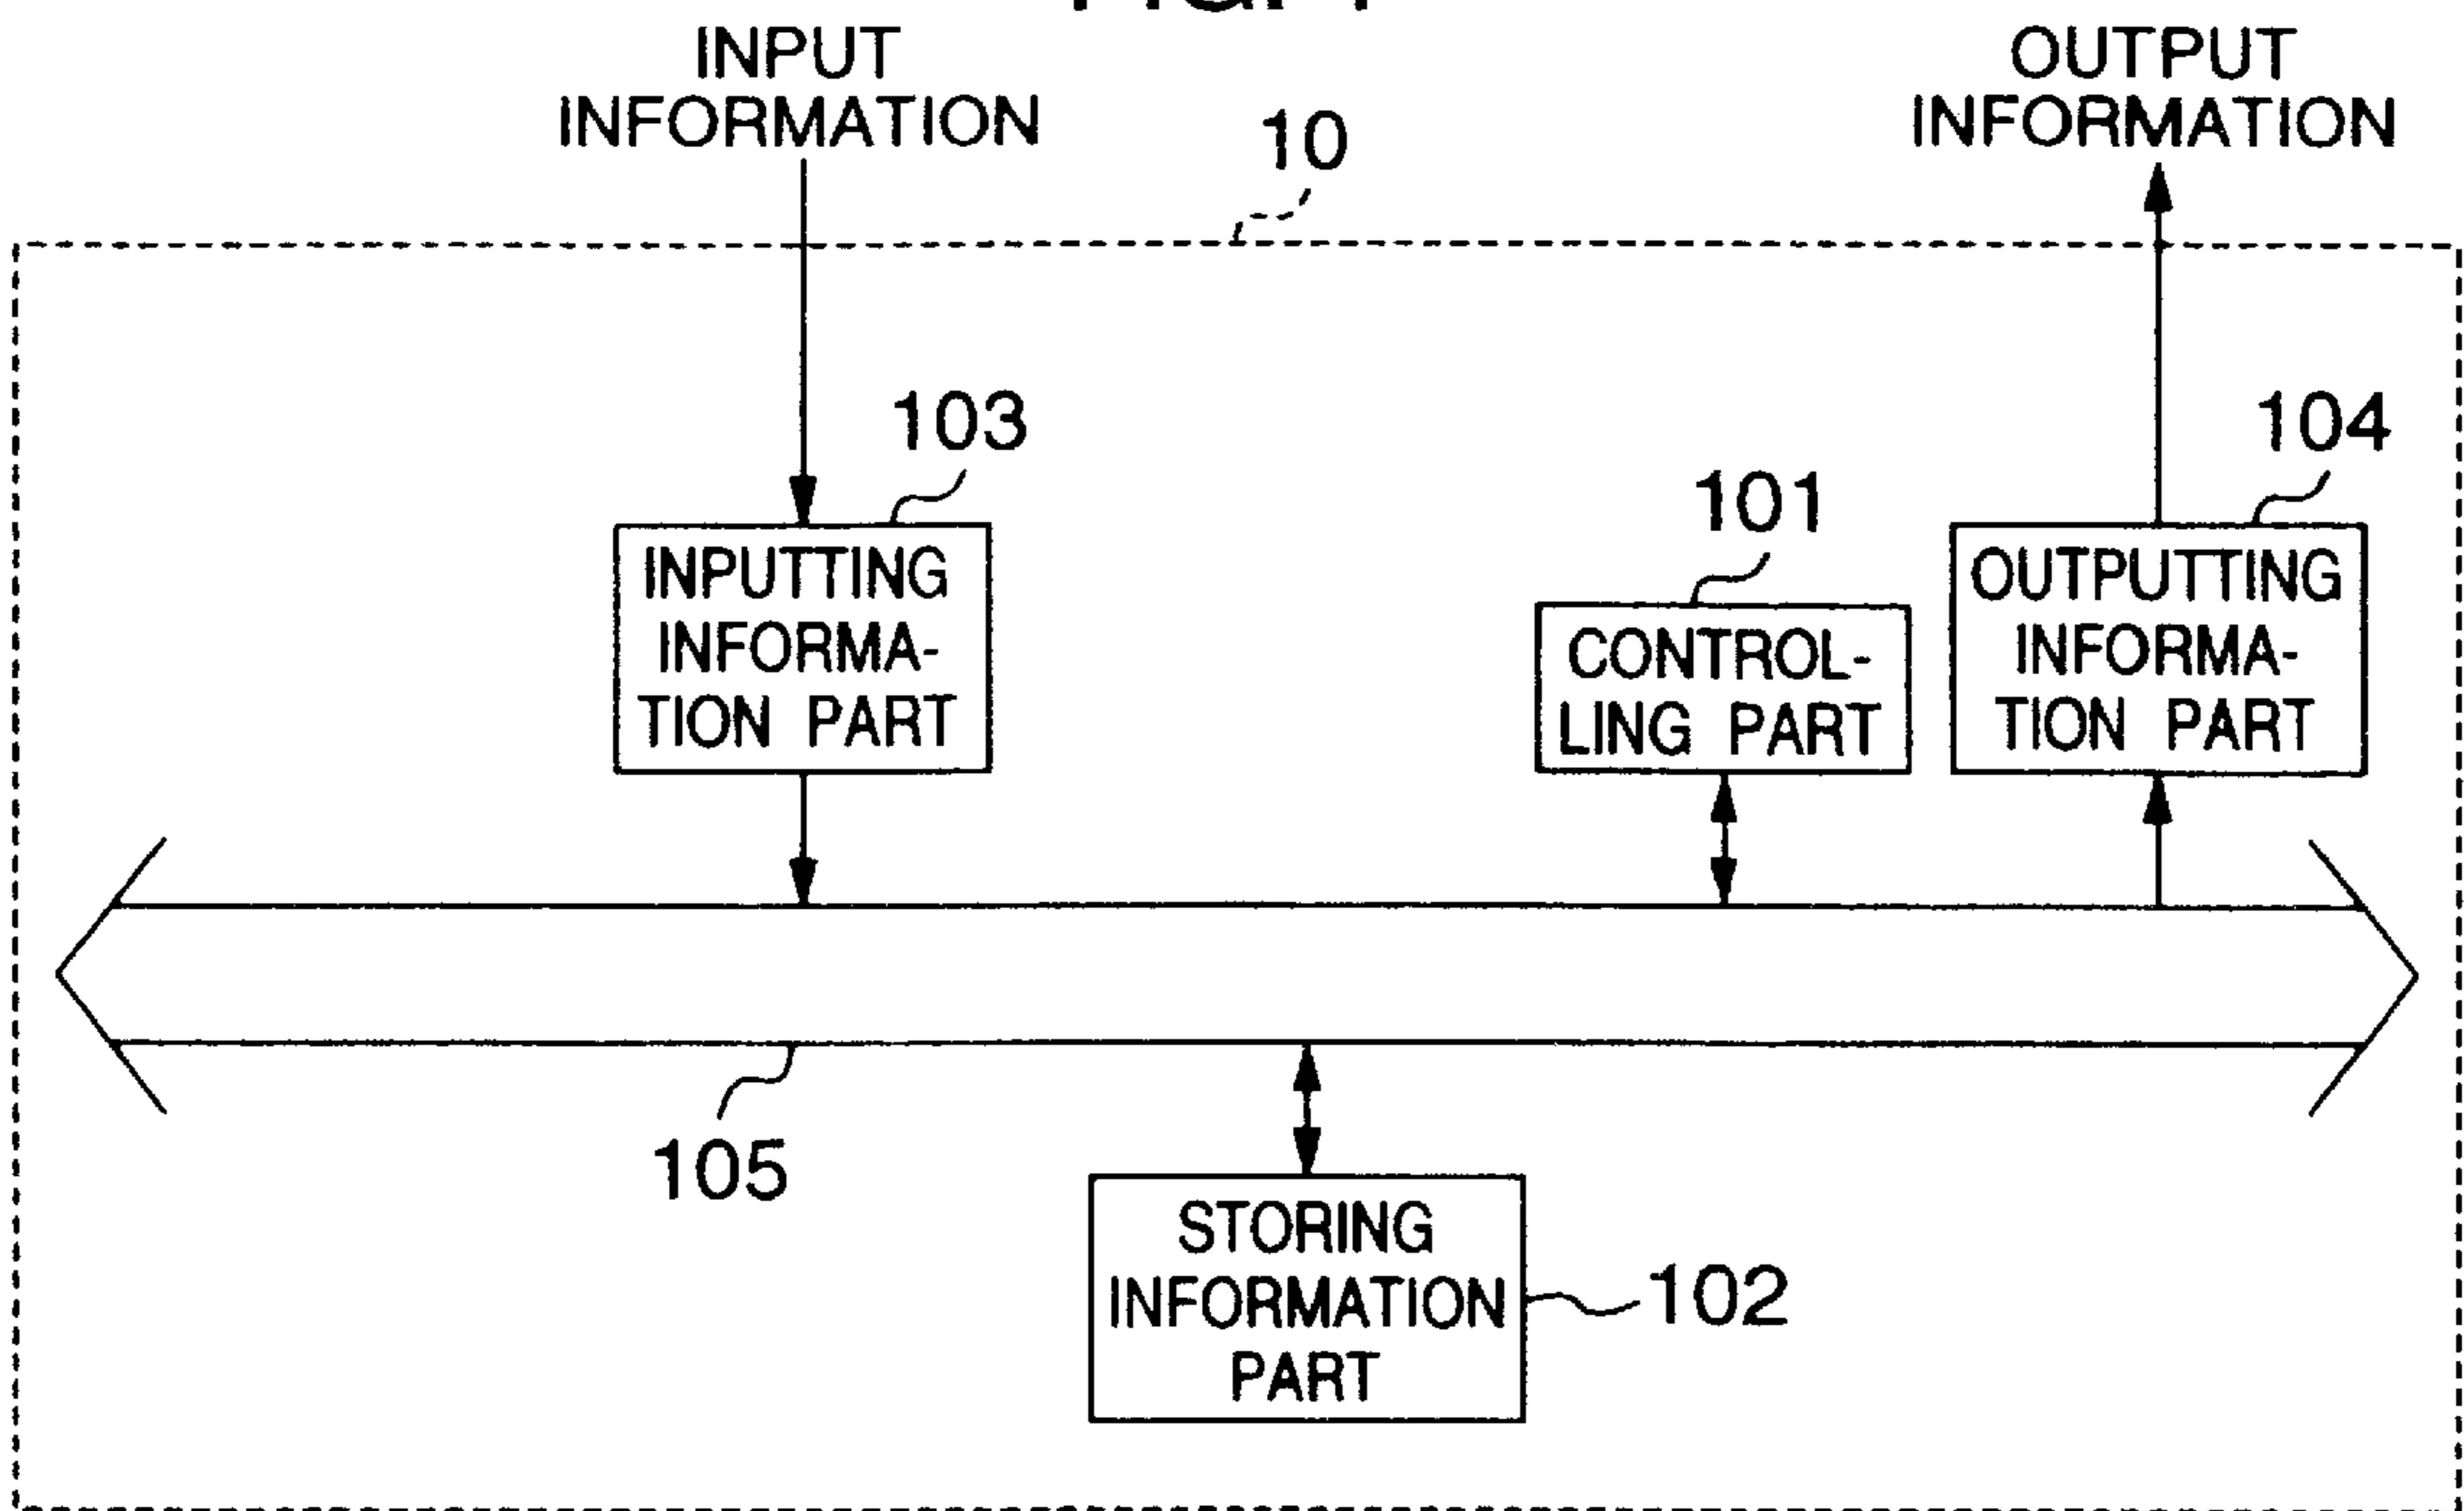 INPUT
INFORMATION
OUTPUT
INFORMATION
10
103
104
101
INPUTTING
INFORMA-
TION PART
CONTROL-
LING PART
OUTPUTTING
INFORMA-
TION PART
105
STORING
INFORMATION
PART
102